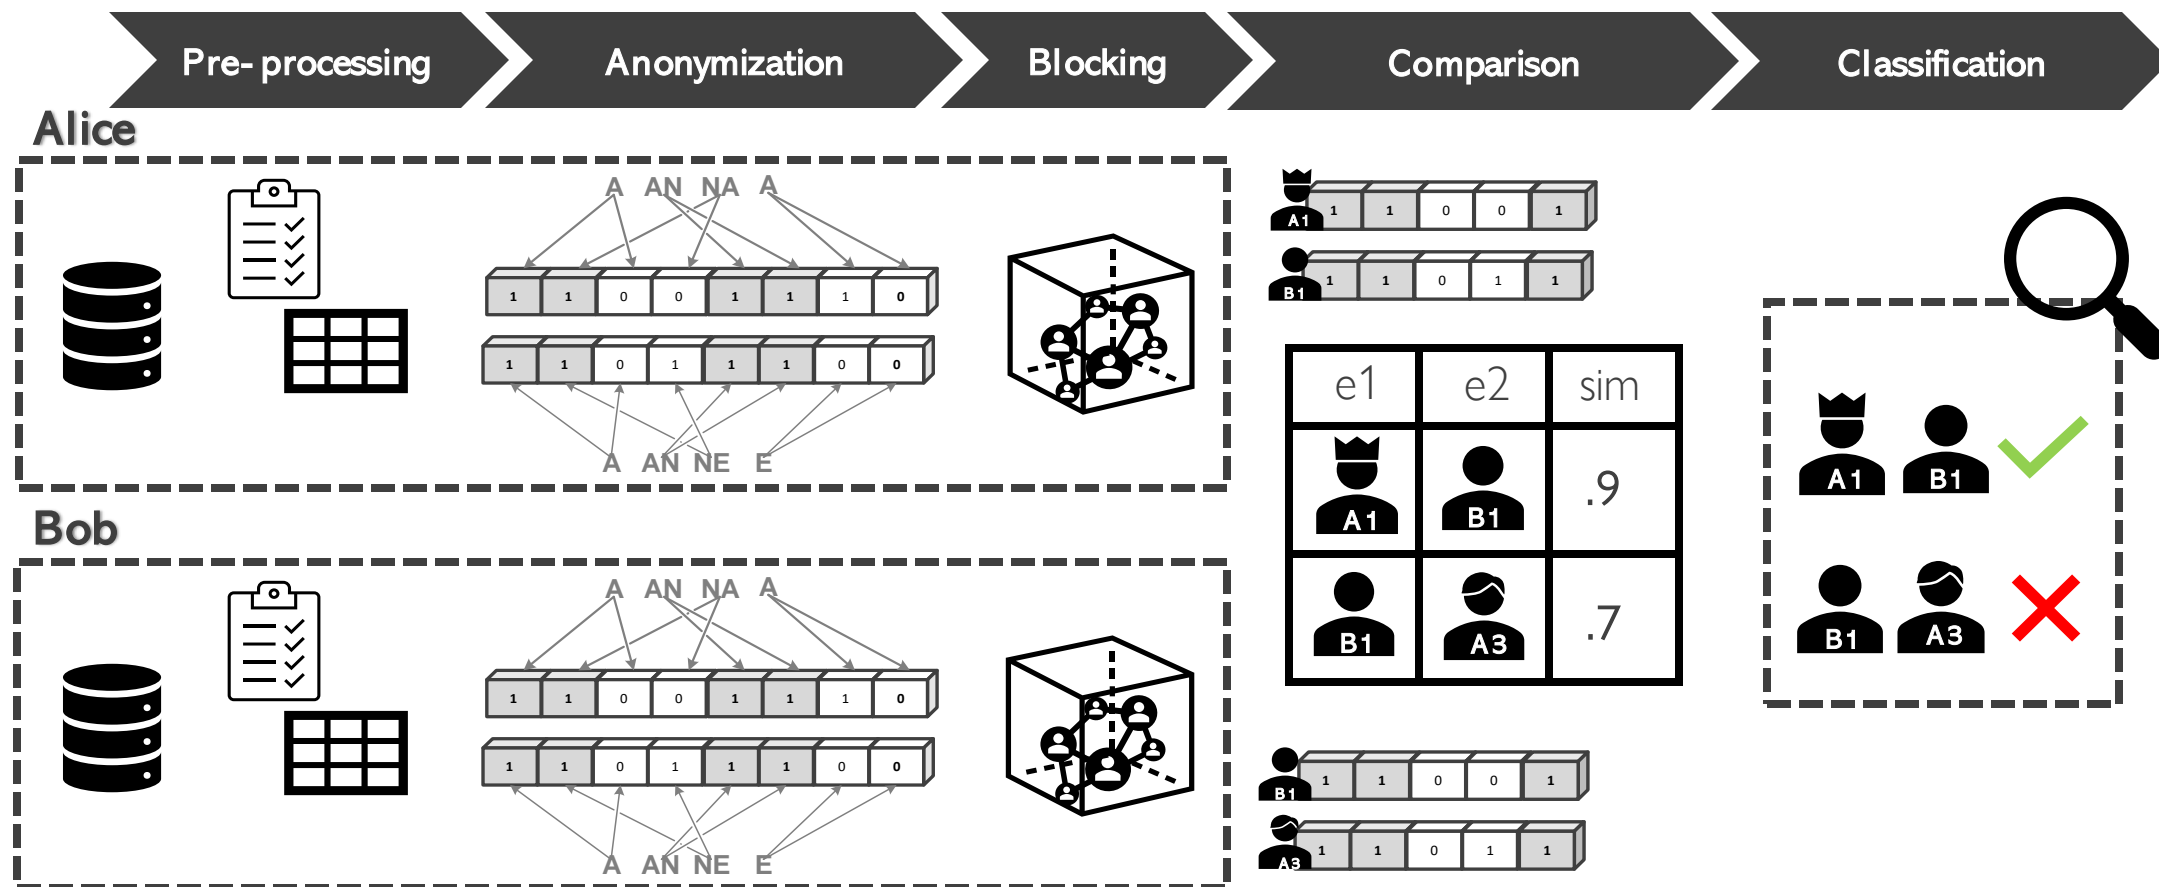 Pre- processing Anonymization Blocking Comparison Classification
Alice
A AN NA A
1 1 0 0 1 1 1 0
1 1 0 1 1 1 0 0
A AN NE E
A1 1 1 0 0 1
B1 1 1 0 1 1
e1 e2 sim
A1 B1 .9
B1 A3 .7
A1 B1
B1 A3
Bob
A AN NA A
1 1 0 0 1 1 1 0
1 1 0 1 1 1 0 0
A AN NE E
B1 1 1 0 0 1
A3 1 1 0 1 1